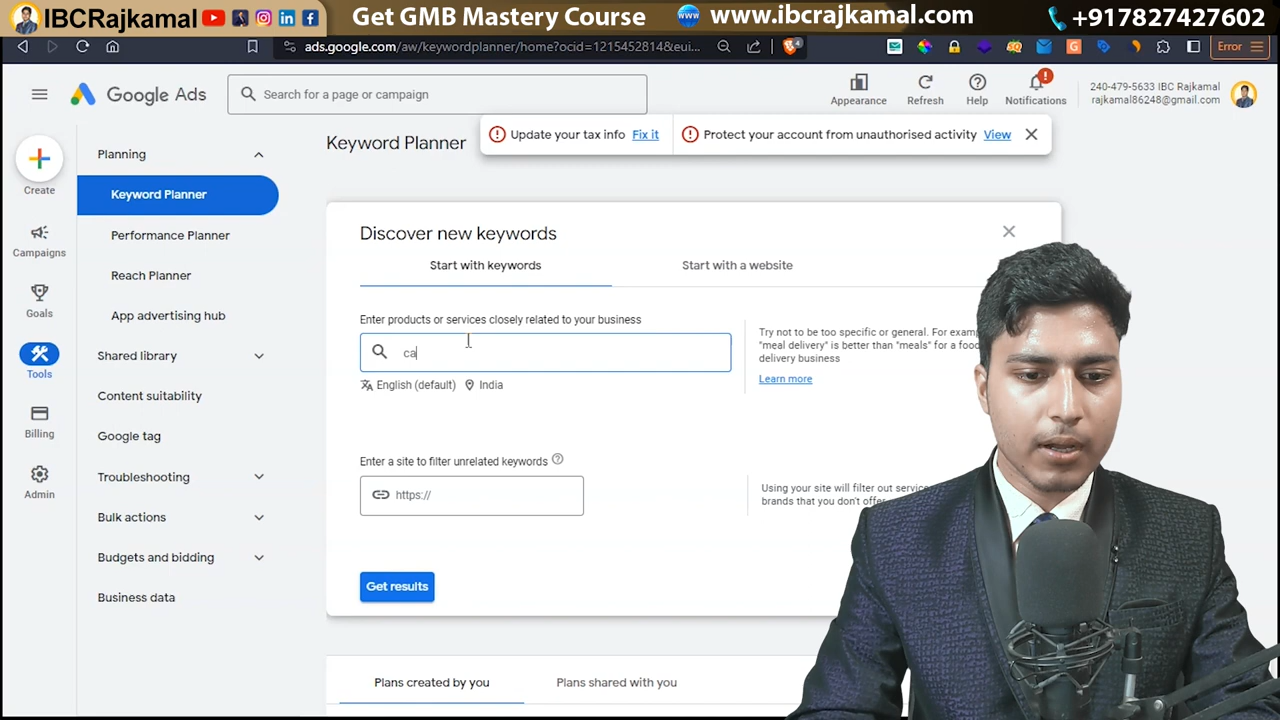 IBCRajkamal
Get GMB Mastery Course
www.ibcrajkamal.com
+917827427602
ads.google.com/aw/keywordplanner/home?ocid=1215452814&eui...
Error
Google Ads
Search for a page or campaign
Appearance
Refresh
Help
Notifications
240-479-5633 IBC Rajkamal
rajkamal86248@gmail.com
Create
Campaigns
Goals
Tools
Billing
Admin
Planning
Keyword Planner
Performance Planner
Reach Planner
App advertising hub
Shared library
Content suitability
Google tag
Troubleshooting
Bulk actions
Budgets and bidding
Business data
Keyword Planner
Update your tax info Fix it
Protect your account from unauthorised activity View
Discover new keywords
Start with keywords
Start with a website
Enter products or services closely related to your business
ca
English (default)
India
Try not to be too specific or general. For
"meal delivery" is better than "meals" for a
delivery business
Learn more
Enter a site to filter unrelated keywords
https://
Using your site will filter out
brands that you don't
Get results
Plans created by you
Plans shared with you